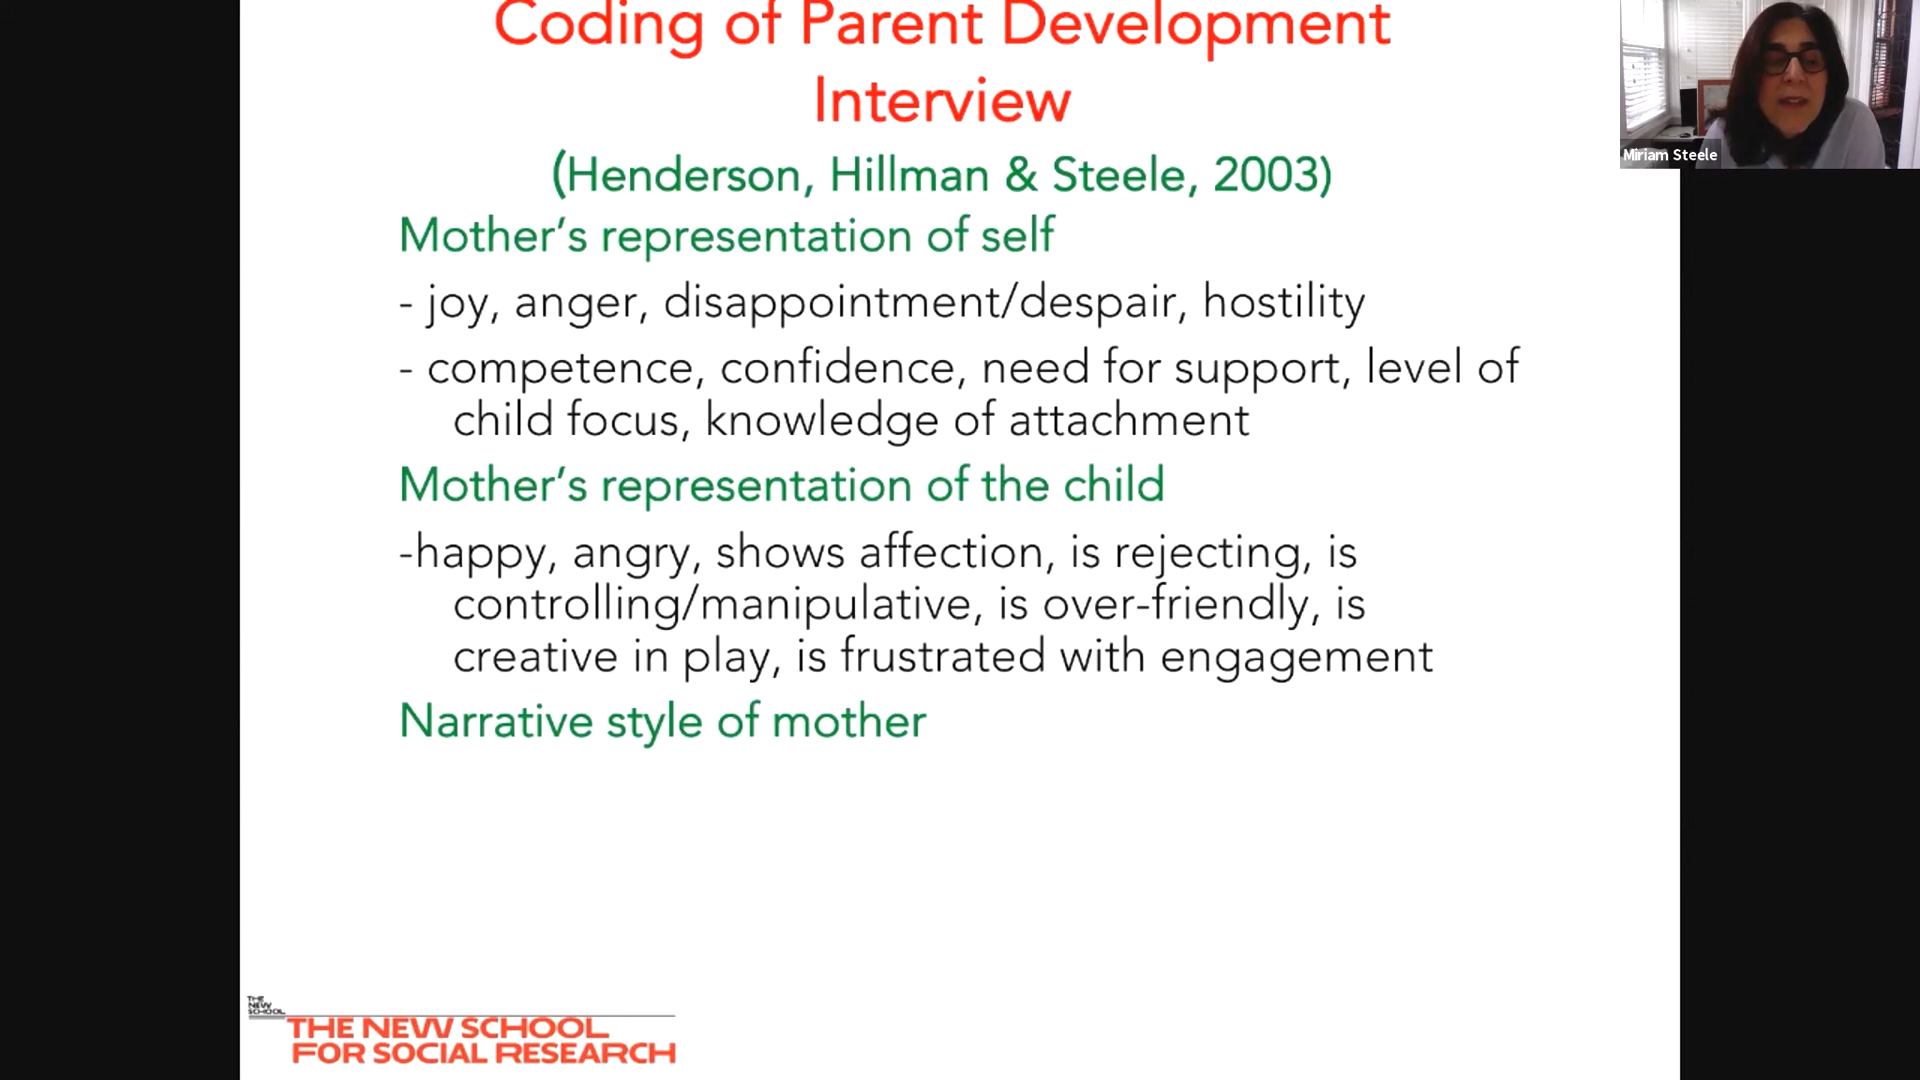 Coding of Parent Development
Interview
(Henderson, Hillman & Steele, 2003)
Mother’s representation of self
- joy, anger, disappointment/despair, hostility
- competence, confidence, need for support, level of
child focus, knowledge of attachment
Mother’s representation of the child
-happy, angry, shows affection, is rejecting, is
controlling/manipulative, is over-friendly, is
creative in play, is frustrated with engagement
Narrative style of mother
Miriam Steele
THE
NEW
SCHOOL
THE NEW SCHOOL
FOR SOCIAL RESEARCH